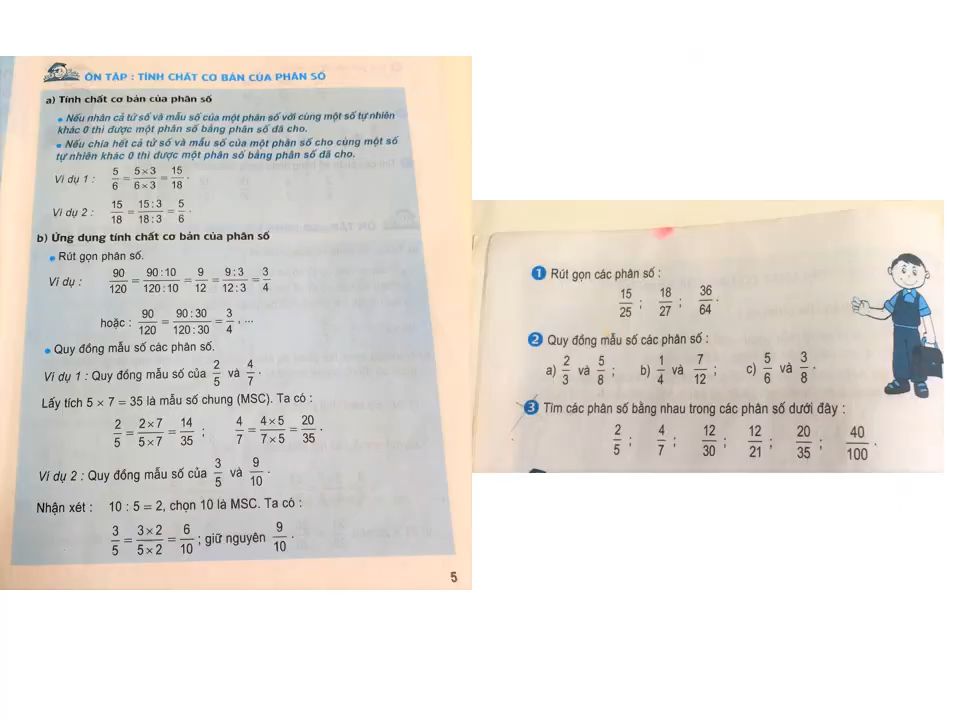 ÔN TẬP : TÍNH CHẤT CƠ BẢN CỦA PHÂN SỐ
a) Tính chất cơ bản của phân số
• Nếu nhân cả tử số và mẫu số của một phân số với cùng một số tự nhiên
khác 0 thì được một phân số bằng phân số đã cho.
• Nếu chia hết cả tử số và mẫu số của một phân số cho cùng một số
tự nhiên khác 0 thì được một phân số bằng phân số đã cho.
Ví dụ 1 : 5/6 = 5×3/6×3 = 15/18.
Ví dụ 2 : 15/18 = 15:3/18:3 = 5/6.
b) Ứng dụng tính chất cơ bản của phân số
• Rút gọn phân số.
Ví dụ : 90/120 = 90:10/120:10 = 9/12 = 9:3/12:3 = 3/4
hoặc : 90/120 = 90:30/120:30 = 3/4, ...
• Quy đồng mẫu số các phân số.
Ví dụ 1 : Quy đồng mẫu số của 2/5 và 4/7.
Lấy tích 5 × 7 = 35 là mẫu số chung (MSC). Ta có :
2/5 = 2×7/5×7 = 14/35 ; 4/7 = 4×5/7×5 = 20/35.
Ví dụ 2 : Quy đồng mẫu số của 3/5 và 9/10.
Nhận xét : 10 : 5 = 2, chọn 10 là MSC. Ta có :
3/5 = 3×2/5×2 = 6/10 ; giữ nguyên 9/10.
5
1 Rút gọn các phân số :
15/25 ; 18/27 ; 36/64.
2 Quy đồng mẫu số các phân số :
a) 2/3 và 5/8 ; b) 1/4 và 7/12 ; c) 5/6 và 3/8.
3 Tìm các phân số bằng nhau trong các phân số dưới đây :
2/5 ; 4/7 ; 12/30 ; 12/21 ; 20/35 ; 40/100.